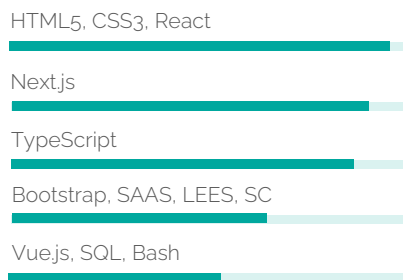 HTML5, CSS3, React
Next.js
TypeScript
Bootstrap, SAAS, LEES, SC
Vue.js, SQL, Bash